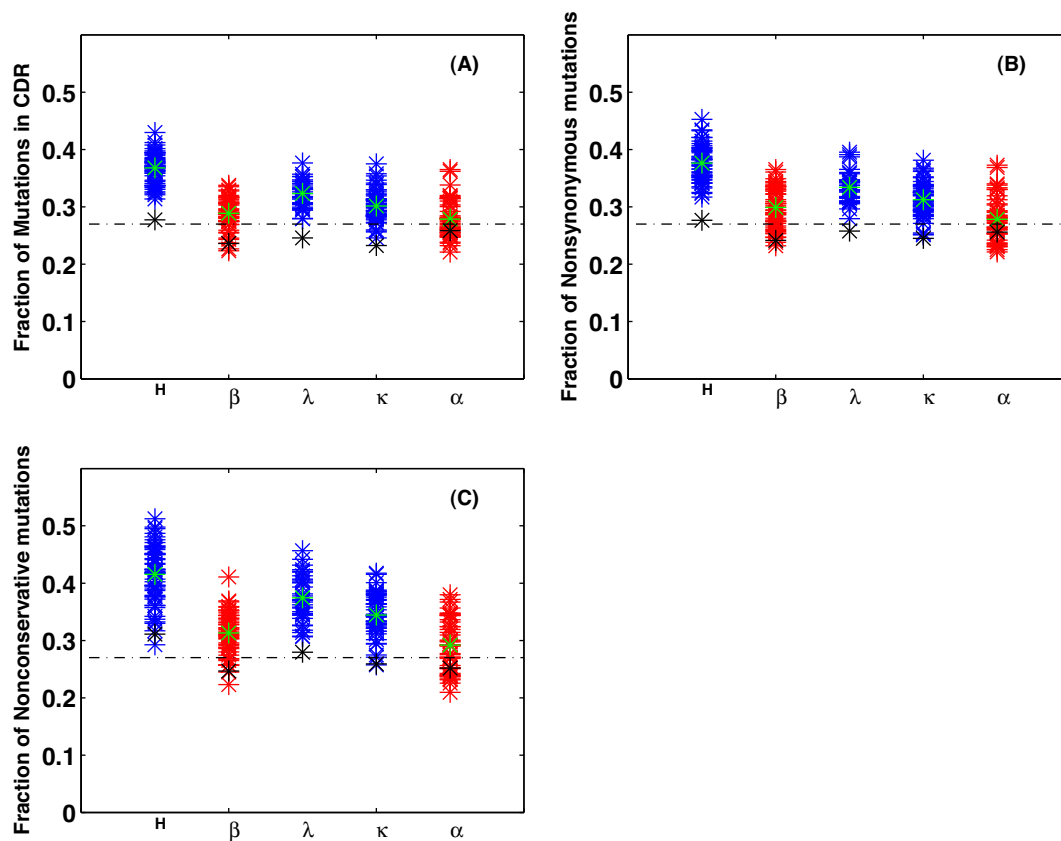 (A)
Fraction of Mutations in CDR
0.5
0.4
0.3
0.2
0.1
0
H β λ κ α
(B)
Fraction of Nonsynonymous mutations
0.5
0.4
0.3
0.2
0.1
0
H β λ κ α
(C)
Fraction of Nonconservative mutations
0.5
0.4
0.3
0.2
0.1
0
H β λ κ α